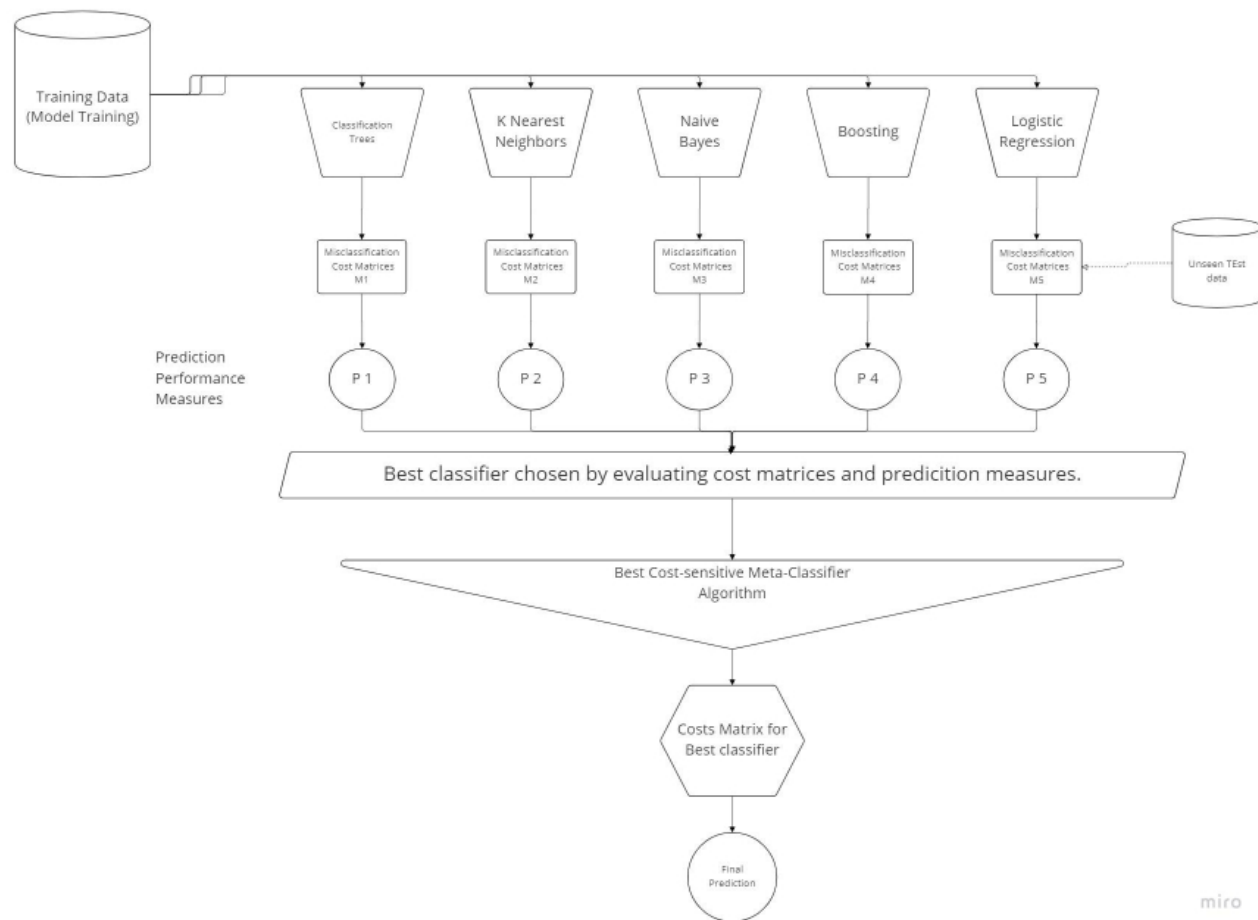 Training Data
(Model Training)
Classification
Trees
K Nearest
Neighbors
Naive
Bayes
Boosting
Logistic
Regression
Misclassification
Cost Matrices
M1
Misclassification
Cost Matrices
M2
Misclassification
Cost Matrices
M3
Misclassification
Cost Matrices
M4
Misclassification
Cost Matrices
M5
Unseen TEst
data
Prediction
Performance
Measures
P 1
P 2
P 3
P 4
P 5
Best classifier chosen by evaluating cost matrices and predicition measures.
Best Cost-sensitive Meta-Classifier
Algorithm
Costs Matrix for
Best classifier
Final
Prediction
miro